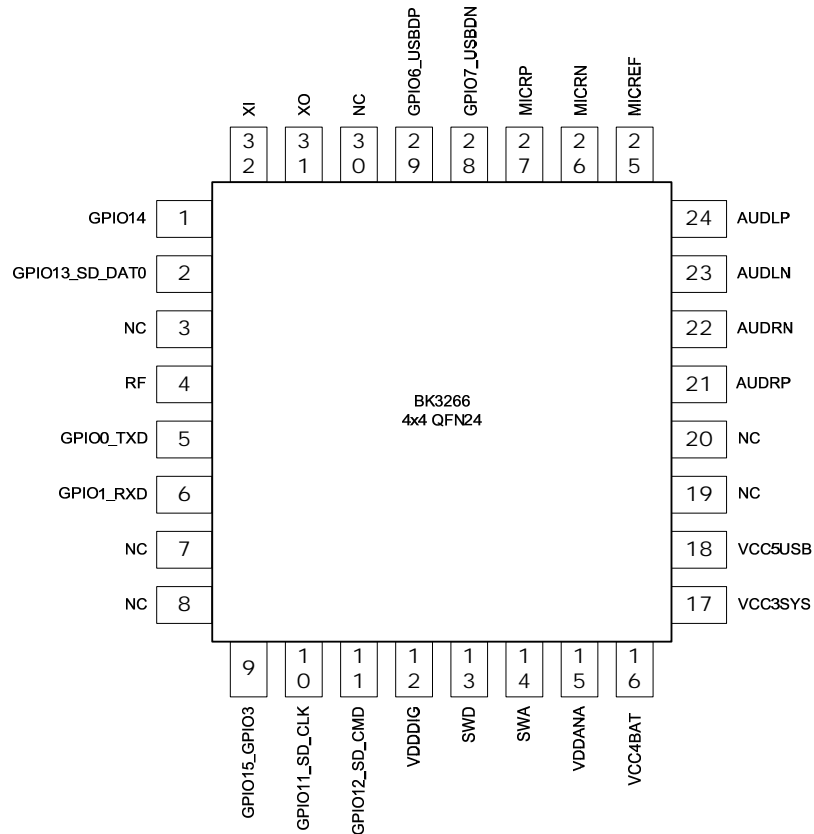 XI
XO
NC
GPIO6_USBDP
GPIO7_USBDN
MICRP
MICRN
MICREF
32
31
30
29
28
27
26
25
GPIO14 1
GPIO13_SD_DAT0 2
NC 3
RF 4
GPIO0_TXD 5
GPIO1_RXD 6
NC 7
NC 8
BK3266
4x4 QFN24
24 AUDLP
23 AUDLN
22 AUDRN
21 AUDRP
20 NC
19 NC
18 VCC5USB
17 VCC3SYS
9
10
11
12
13
14
15
16
GPIO15_GPIO3
GPIO11_SD_CLK
GPIO12_SD_CMD
VDDDIG
SWD
SWA
VDDANA
VCC4BAT